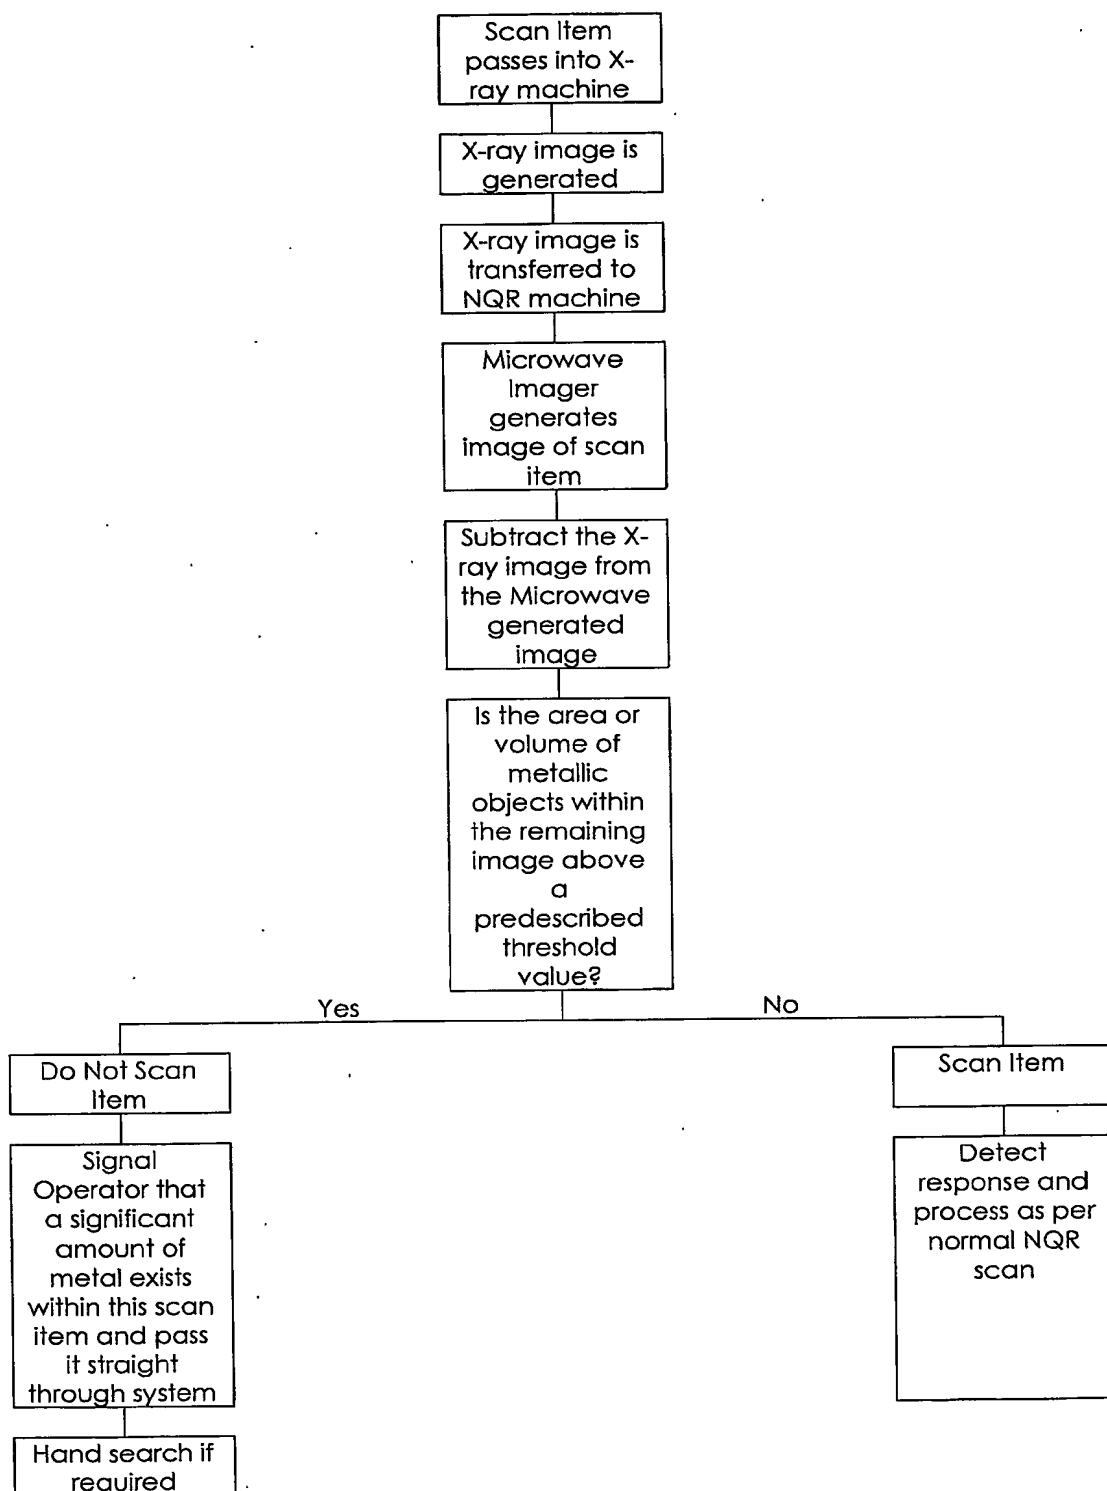 Scan Item
passes into X-
ray machine
X-ray image is
generated
X-ray image is
transferred to
NQR machine
Microwave
Imager
generates
image of scan
item
Subtract the X-
ray image from
the Microwave
generated
image
Is the area or
volume of
metallic
objects within
the remaining
image above
a
predescribed
threshold
value?
Yes
No
Do Not Scan
Item
Signal
Operator that
a significant
amount of
metal exists
within this scan
item and pass
it straight
through system
Hand search if
required
Scan Item
Detect
response and
process as per
normal NQR
scan